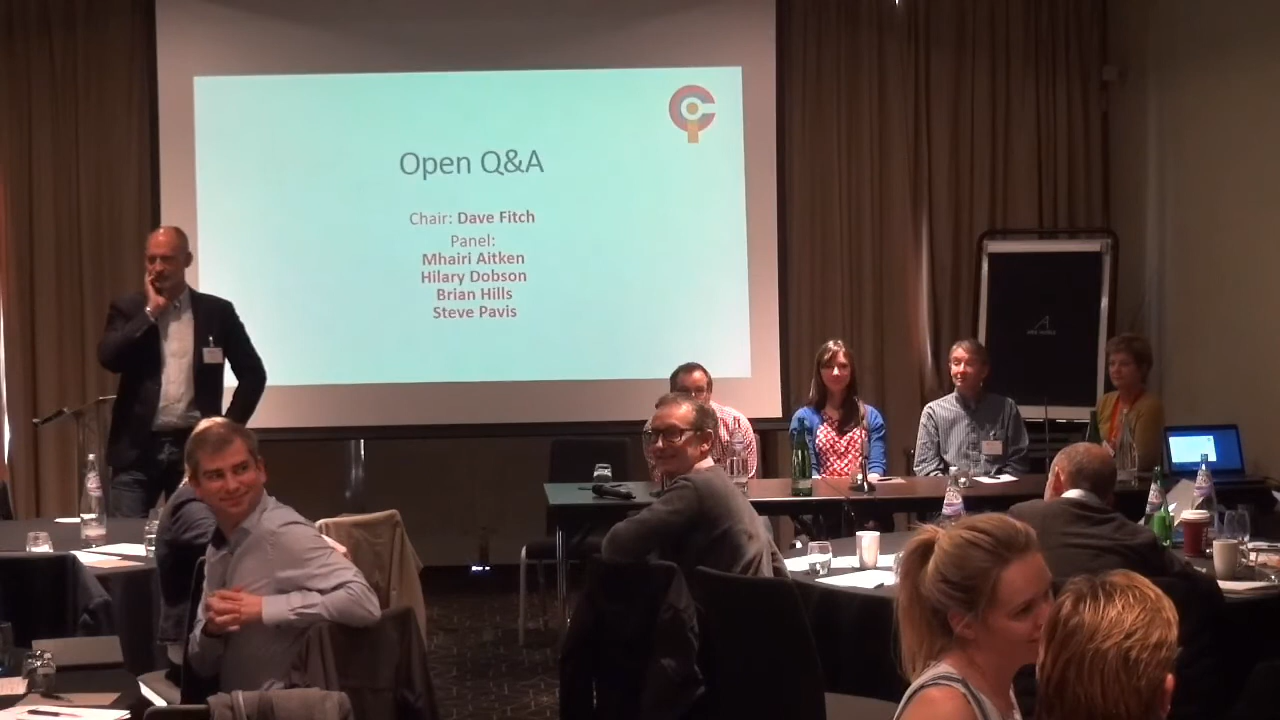 Open Q&A
Chair: Dave Fitch
Panel:
Mhairi Aitken
Hilary Dobson
Brian Hills
Steve Pavis